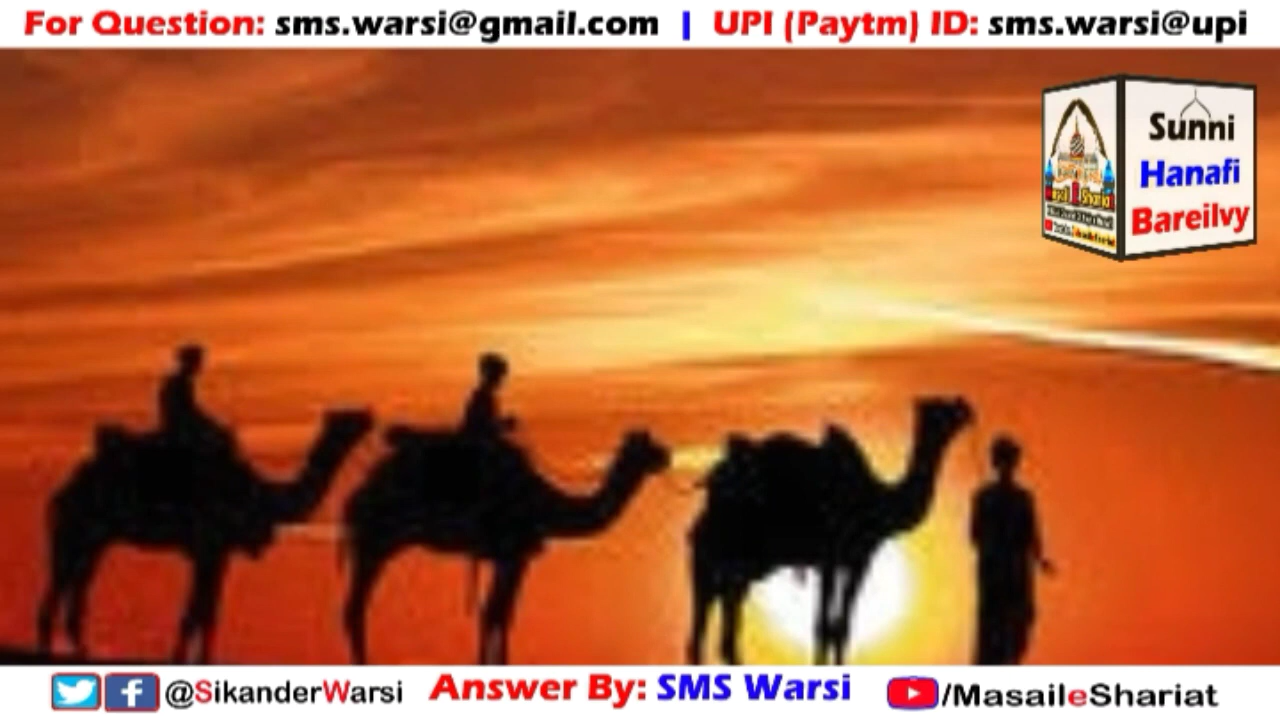 For Question: sms.warsi@gmail.com | UPI (Paytm) ID: sms.warsi@upi
Sunni
Hanafi
Bareilvy
@SikanderWarsi Answer By: SMS Warsi /MasaileShariat